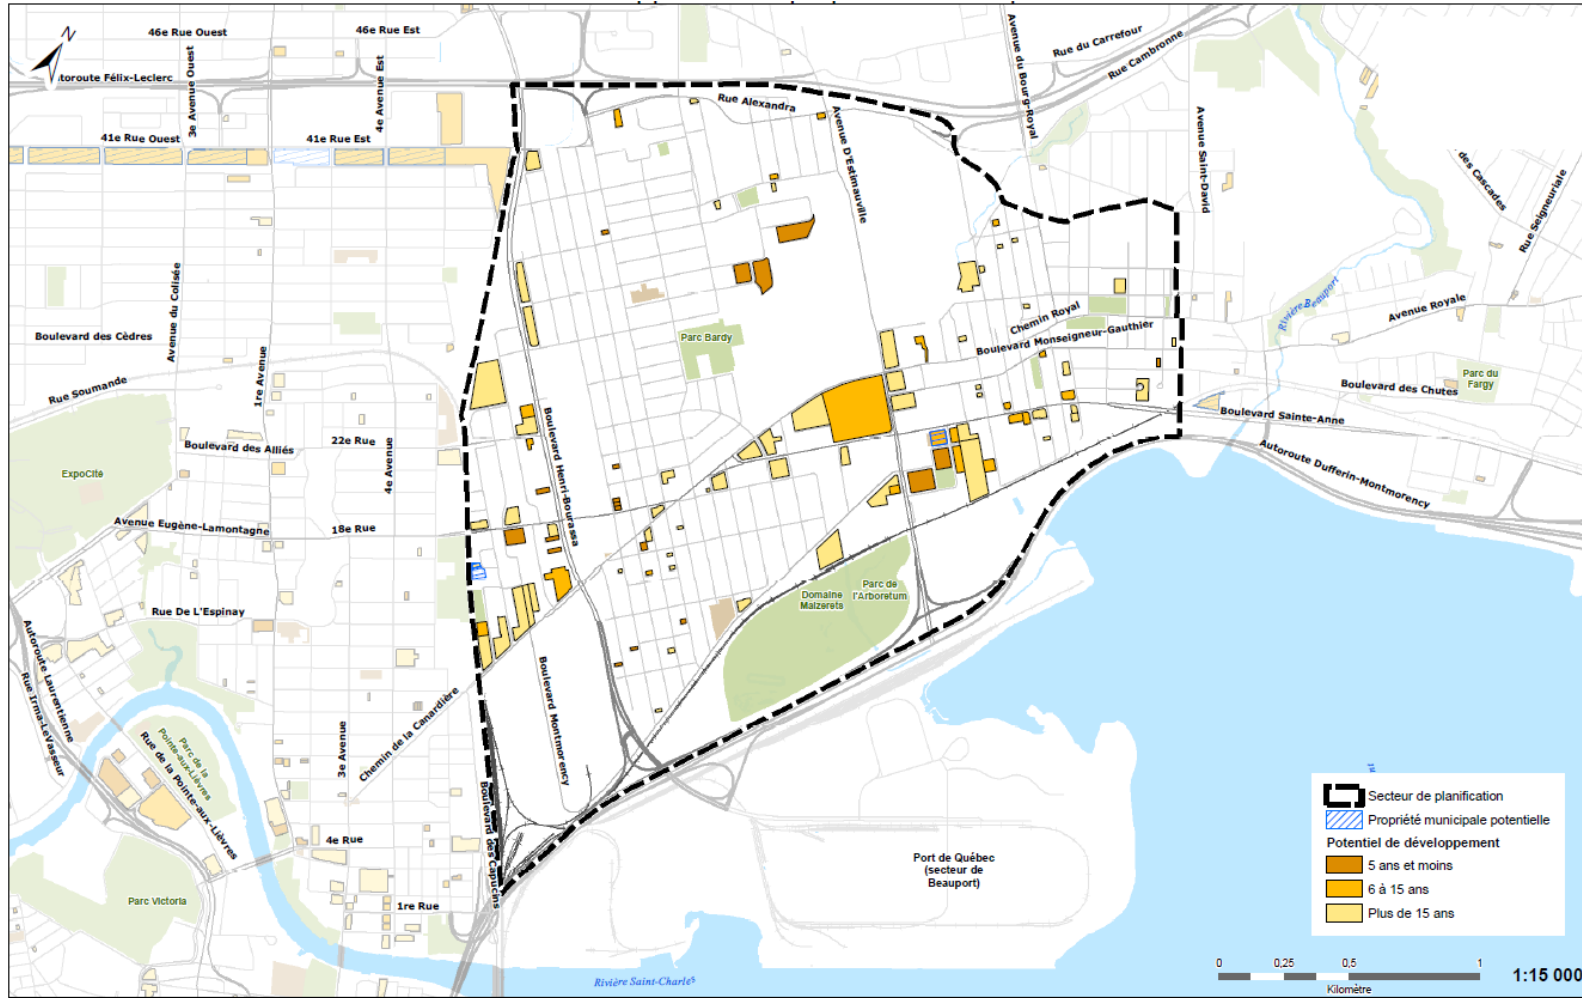 N
46e Rue Ouest
46e Rue Est
Avenue du Bourg-Royal
Rue du Carrefour
Rue Cambronne
toroute Félix-Leclerc
3e Avenue Ouest
4e Avenue Est
Rue Alexandra
41e Rue Ouest
41e Rue Est
Avenue D'Estimauville
Avenue Saint-David
des Cascades
Rue Seigneuriale
Avenue du Colisée
Rivière Beauport
Avenue Royale
Boulevard des Cèdres
Chemin Royal
Parc Bardy
Boulevard Monseigneur-Gauthier
1re Avenue
Rue Soumande
Parc du
Fargy
Boulevard des Chutes
Boulevard Sainte-Anne
Boulevard Henri-Bourassa
22e Rue
Boulevard des Alliés
4e Avenue
ExpoCité
Autoroute Dufferin-Montmorency
Avenue Eugène-Lamontagne
18e Rue
Parc de
l'Arboretum
Domaine
Maizerets
Rue De L'Espinay
Autoroute Laurentienne
Rue Irma-LeVasseur
Boulevard Montmorency
Chemin de la Canardière
3e Avenue
Parc de la
Pointe-aux-Lièvres
Rue de la Pointe-aux-Lièvres
Boulevard des Capucins
4e Rue
Port de Québec
(secteur de
Beauport)
Parc Victoria
1re Rue
Rivière Saint-Charles
Secteur de planification
Propriété municipale potentielle
Potentiel de développement
5 ans et moins
6 à 15 ans
Plus de 15 ans
0 0,25 0,5 1
Kilomètre
1:15 000